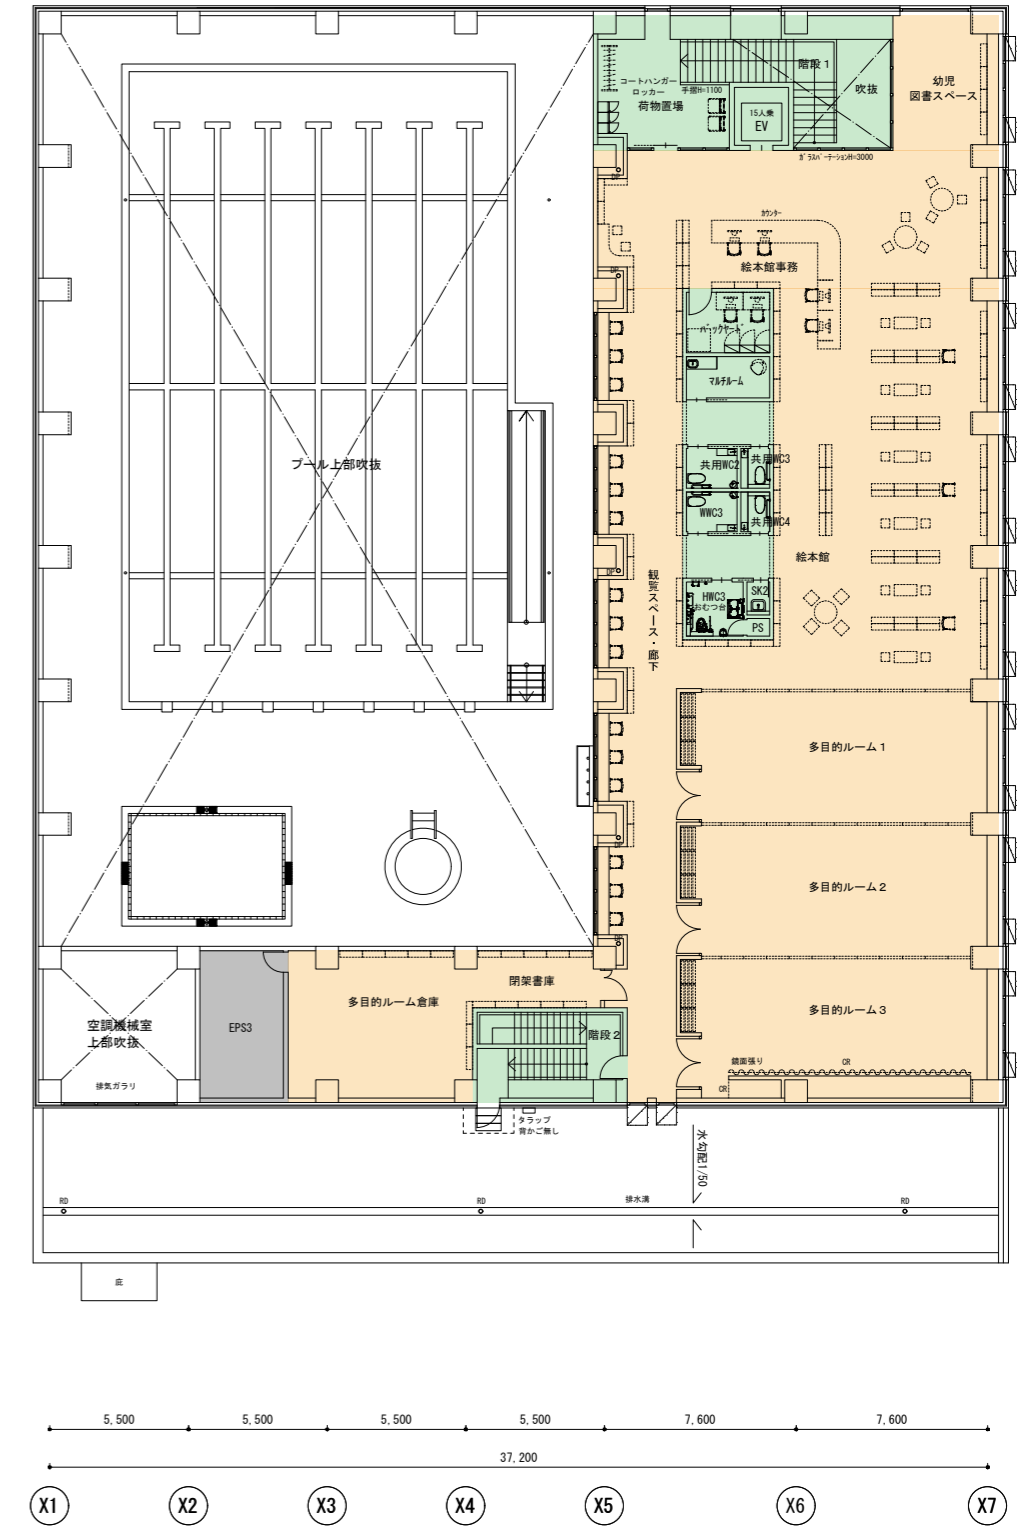 階段1
コートハンガー
ロッカー
手摺H=1100
荷物置場
吹抜
幼児
図書スペース
15人乗
EV
ガラスパーテーションH=3000
DP
カウンター
絵本館事務
DP
バックヤード
マルチルーム
プール上部吹抜
共用WC2
共用WC3
WWC3
共用WC4
絵本館
DP
観覧スペース・廊下
HWC3
おむつ台
SK2
PS
多目的ルーム1
DP
多目的ルーム2
DP
閉架書庫
多目的ルーム倉庫
多目的ルーム3
空調機械室
上部吹抜
EPS3
階段2
鏡面張り
CR
CR
排気ガラリ
タラップ
背かご無し
水勾配1/50
RD
RD
排水溝
RD
庇
5,500
5,500
5,500
5,500
7,600
7,600
37,200
X1
X2
X3
X4
X5
X6
X7